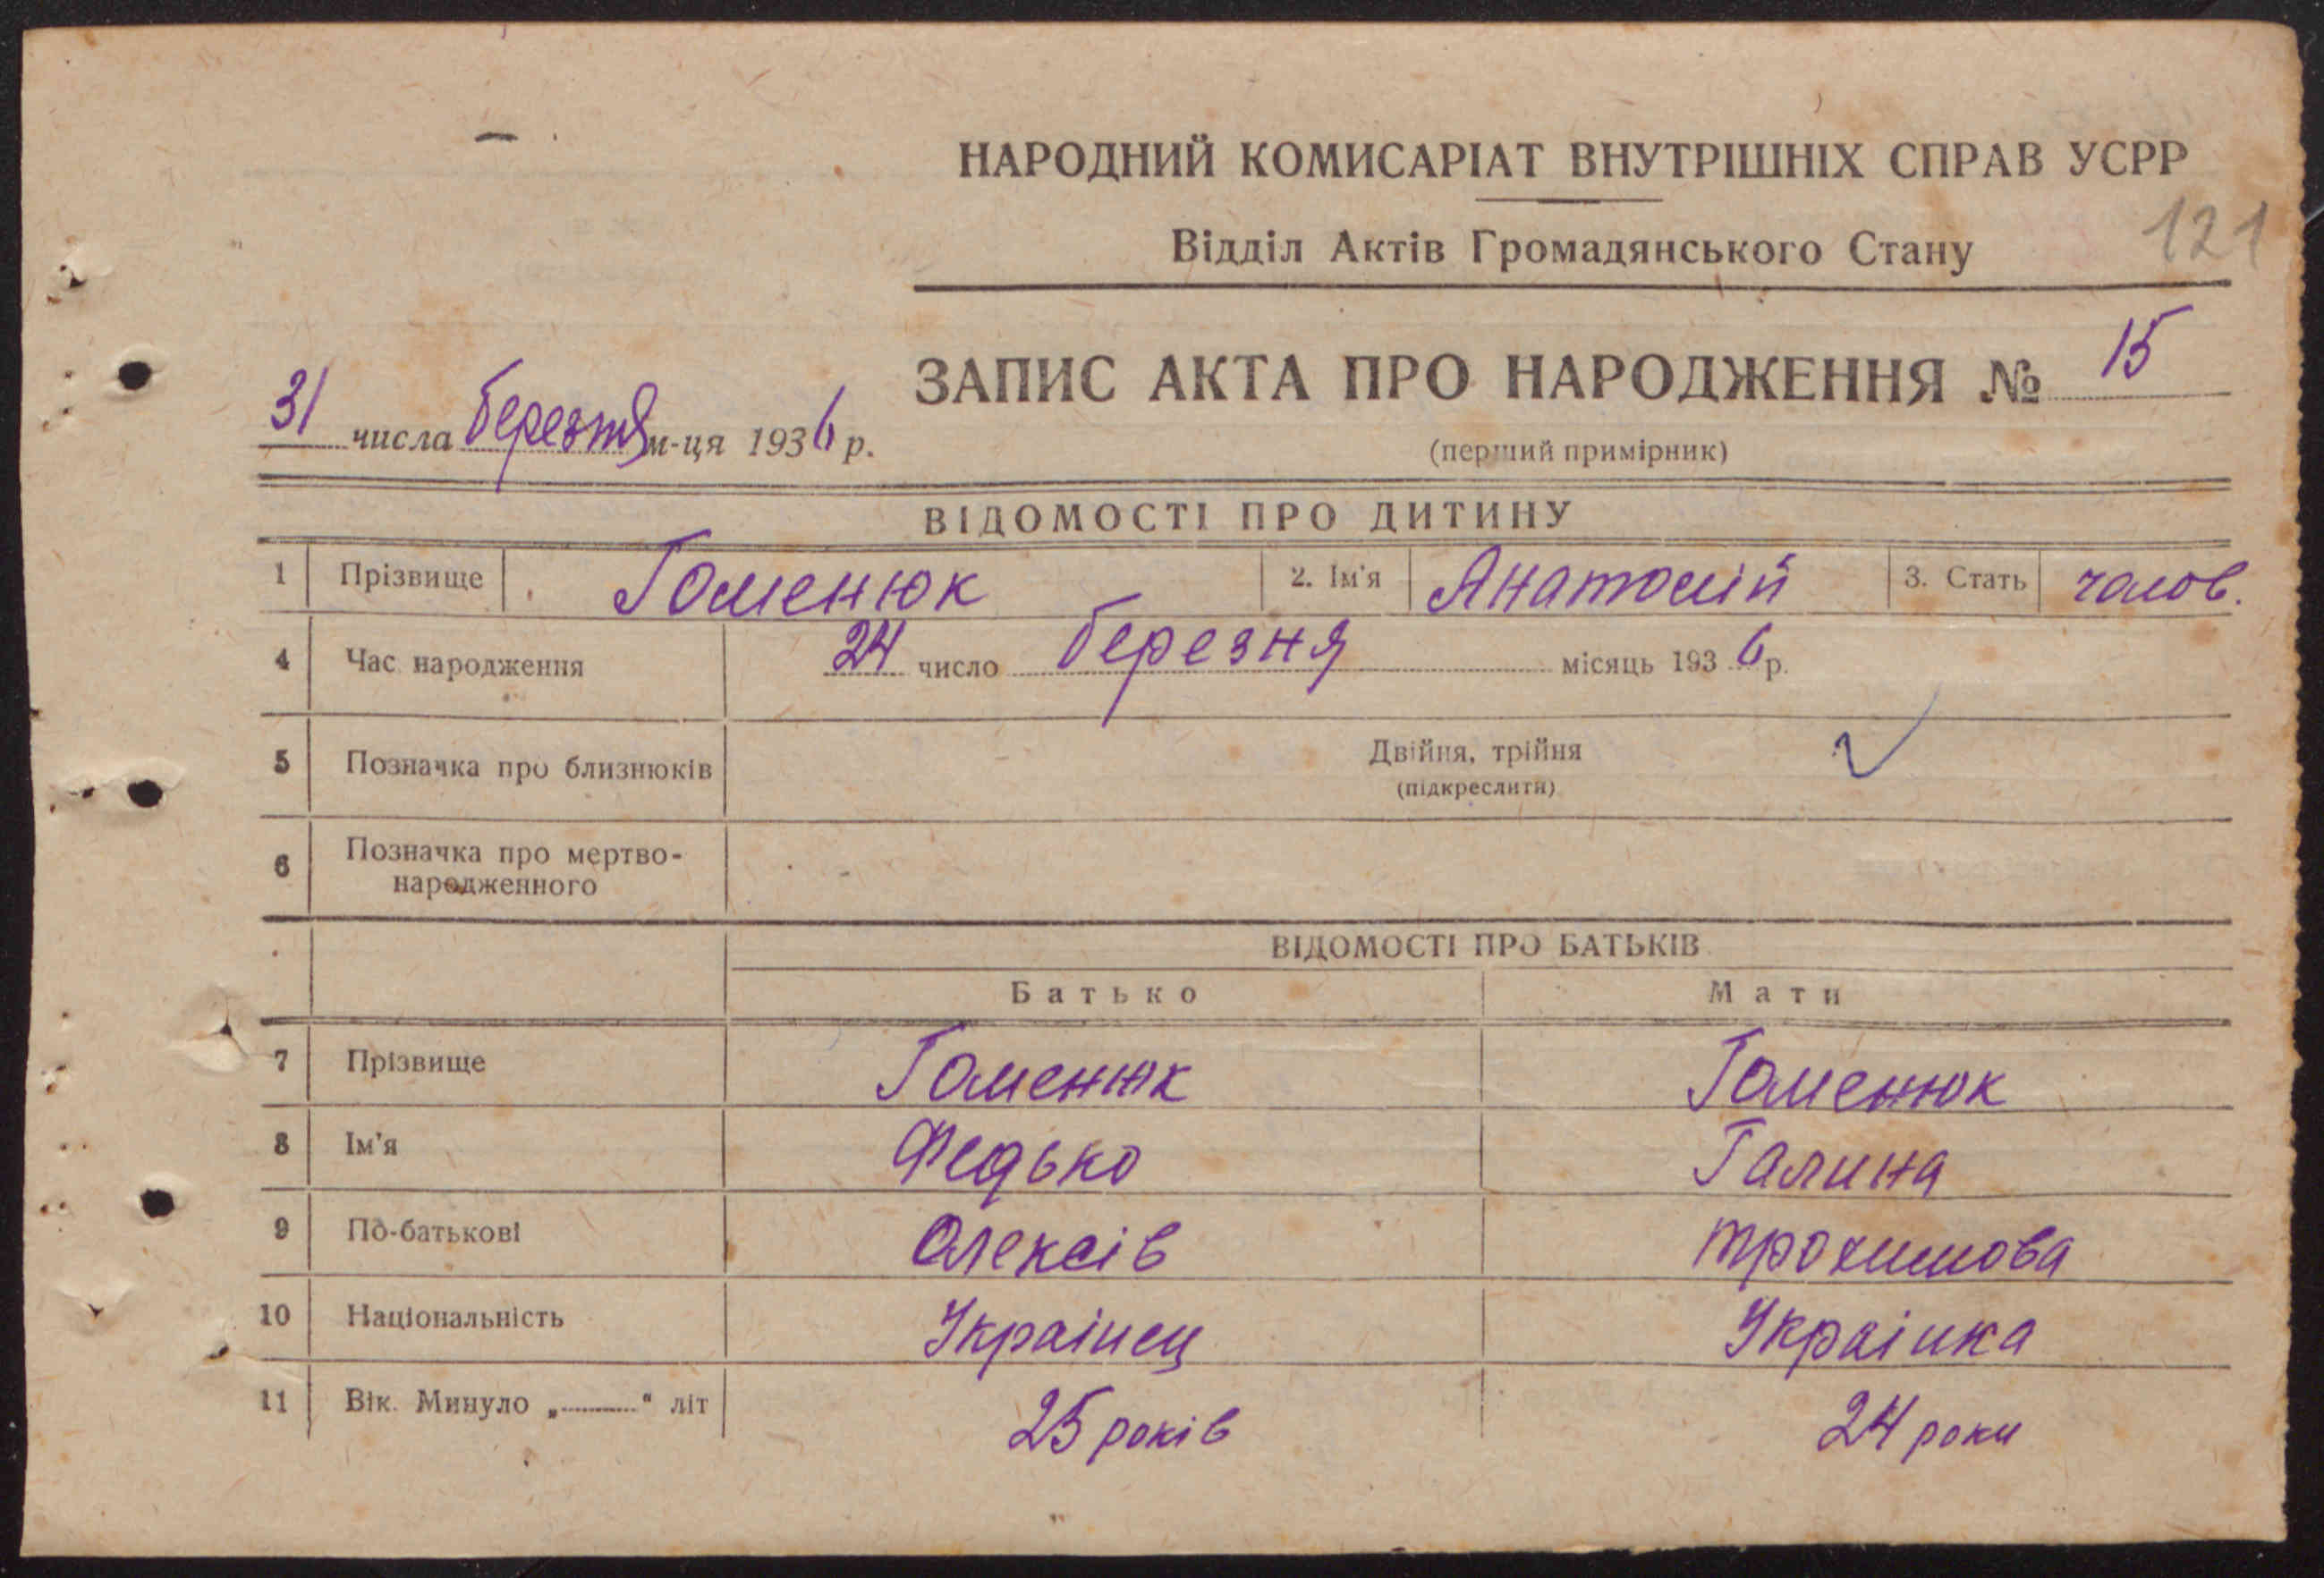 НАРОДНИЙ КОМИСАРІАТ ВНУТРІШНІХ СПРАВ УСРР
Відділ Актів Громадянського Стану
121
ЗАПИС АКТА ПРО НАРОДЖЕННЯ № 15
31 числа березня м-ця 1936 р.
(перший примірник)
ВІДОМОСТІ ПРО ДИТИНУ
1 Прізвище Гоменюк 2. Ім'я Анатолій 3. Стать чолов.
4 Час народження 24 число березня місяць 1936 р.
5 Позначка про близнюків Двійня, трійня
(підкреслити)
6 Позначка про мертво-
народженного
ВІДОМОСТІ ПРО БАТЬКІВ
Батько Мати
7 Прізвище Гоменюк Гоменюк
8 Ім'я Федько Галина
9 По-батькові Олексів Трохимова
10 Національність Українец Українка
11 Вік. Минуло „ “ літ 25 років 24 роки